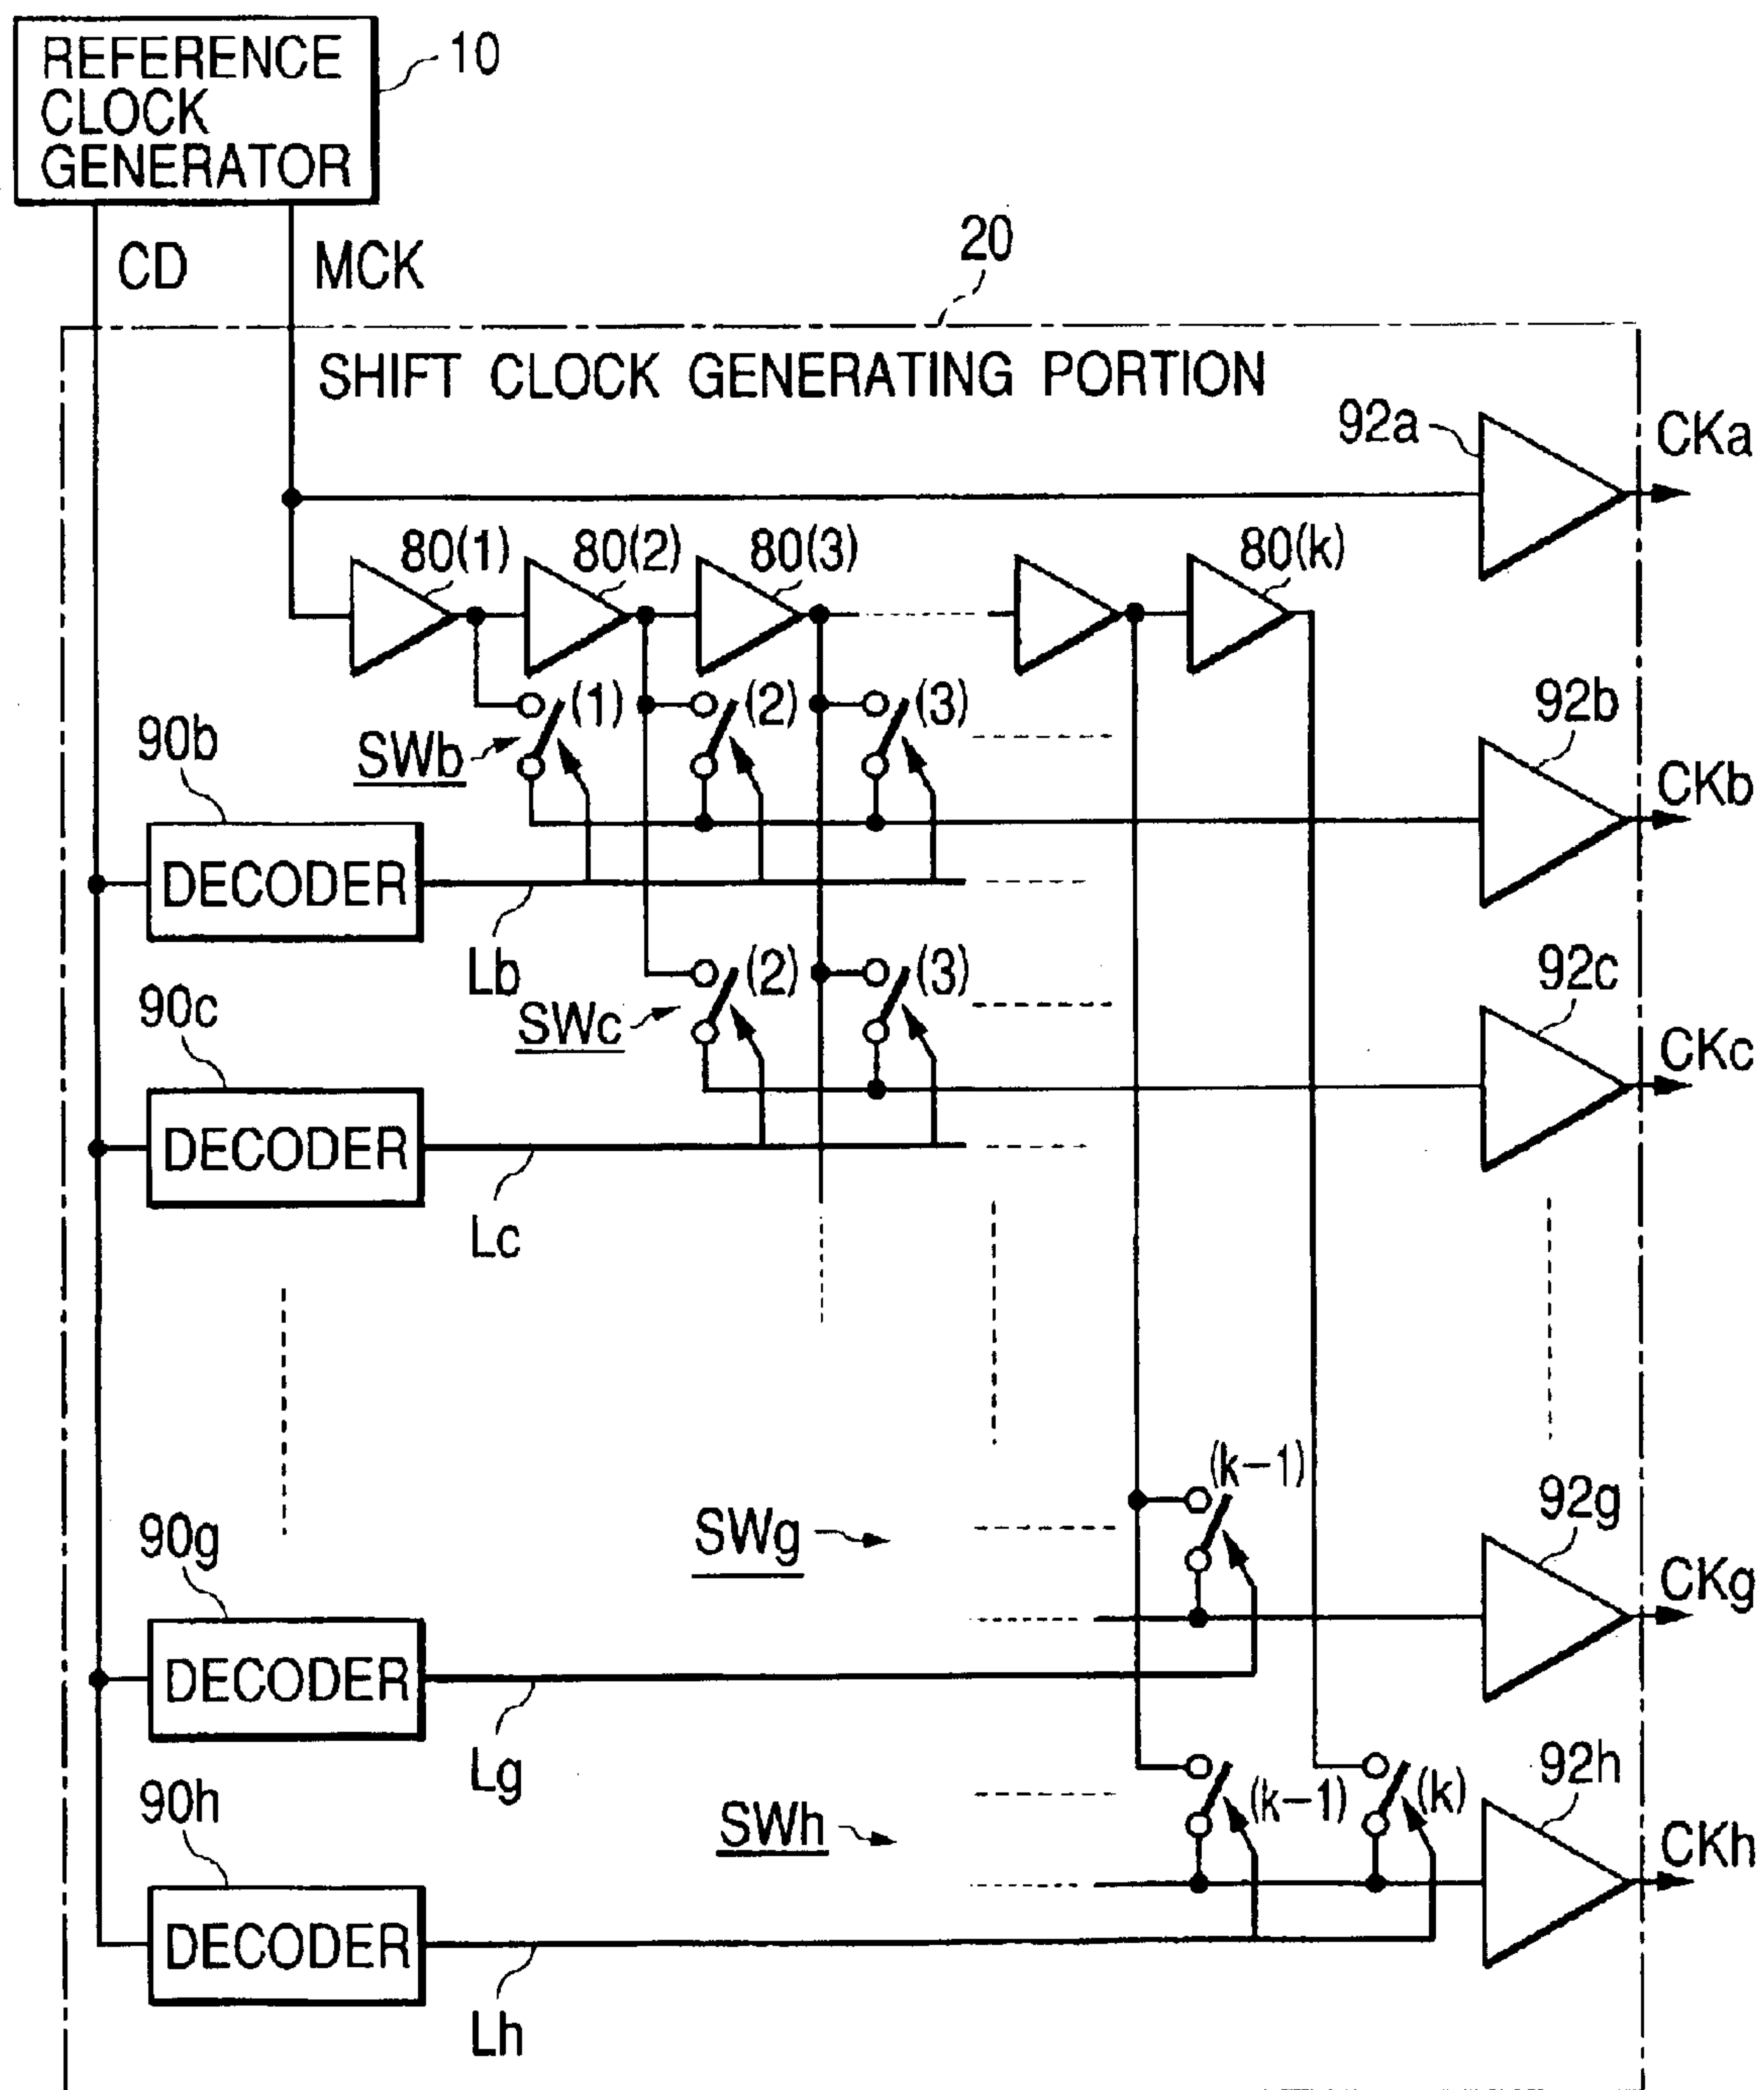 REFERENCE
CLOCK
GENERATOR
10
CD
MCK
20
SHIFT CLOCK GENERATING PORTION
92a
CKa
80(1)
80(2)
80(3)
80(k)
(1)
(2)
(3)
SWb
90b
92b
CKb
DECODER
Lb
(2)
(3)
SWc
90c
92c
CKc
DECODER
Lc
(k-1)
SWg
90g
92g
CKg
DECODER
Lg
(k-1)
(k)
SWh
90h
92h
CKh
DECODER
Lh